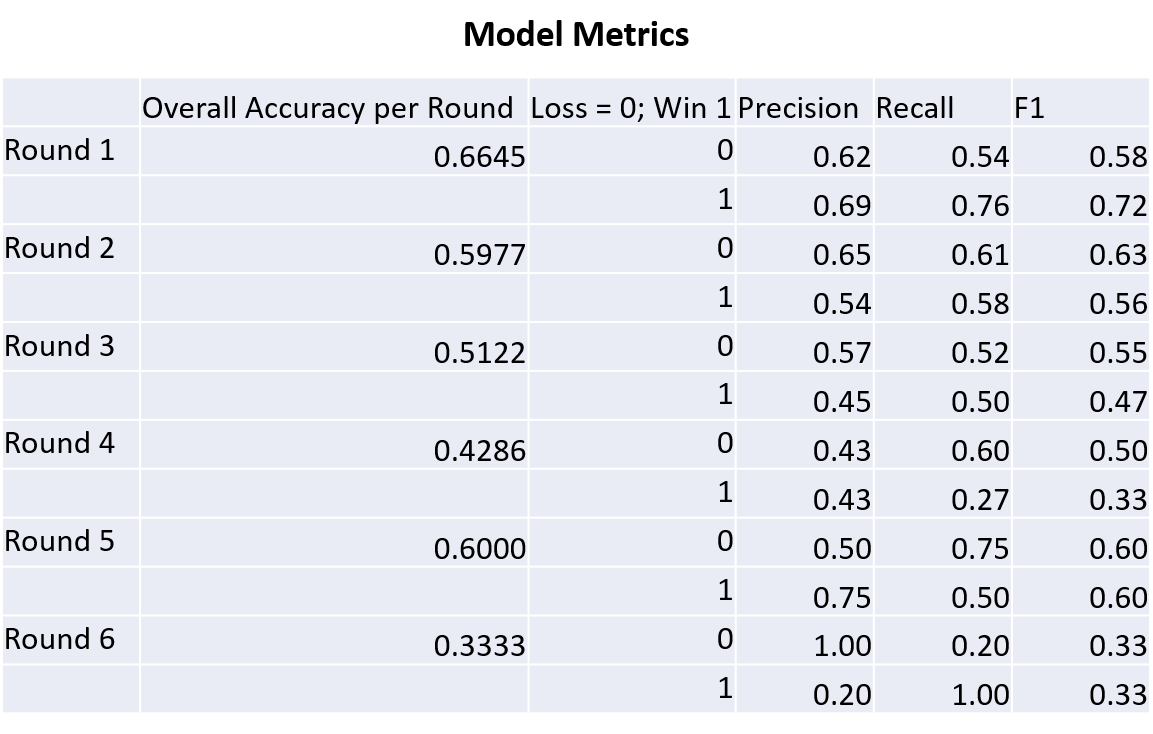 Model Metrics
Overall Accuracy per Round Loss = 0; Win 1 Precision Recall F1
Round 1 0.6645 0 0.62 0.54 0.58
1 0.69 0.76 0.72
Round 2 0.5977 0 0.65 0.61 0.63
1 0.54 0.58 0.56
Round 3 0.5122 0 0.57 0.52 0.55
1 0.45 0.50 0.47
Round 4 0.4286 0 0.43 0.60 0.50
1 0.43 0.27 0.33
Round 5 0.6000 0 0.50 0.75 0.60
1 0.75 0.50 0.60
Round 6 0.3333 0 1.00 0.20 0.33
1 0.20 1.00 0.33